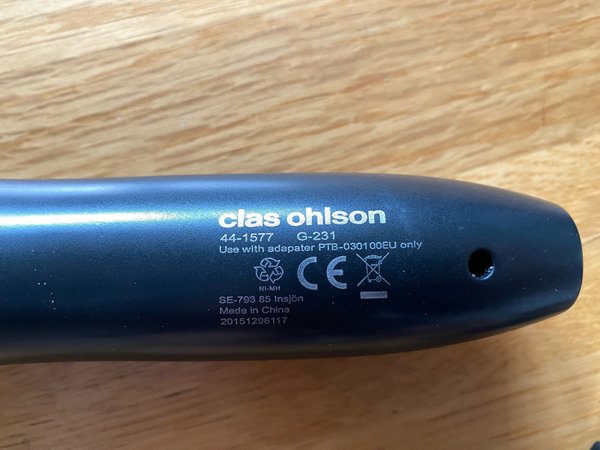 clas ohlson
44-1577 G-231
Use with adapater PTB-030100EU only
NI-MH
CE
SE-793 85 Insjön
Made in China
20151296117